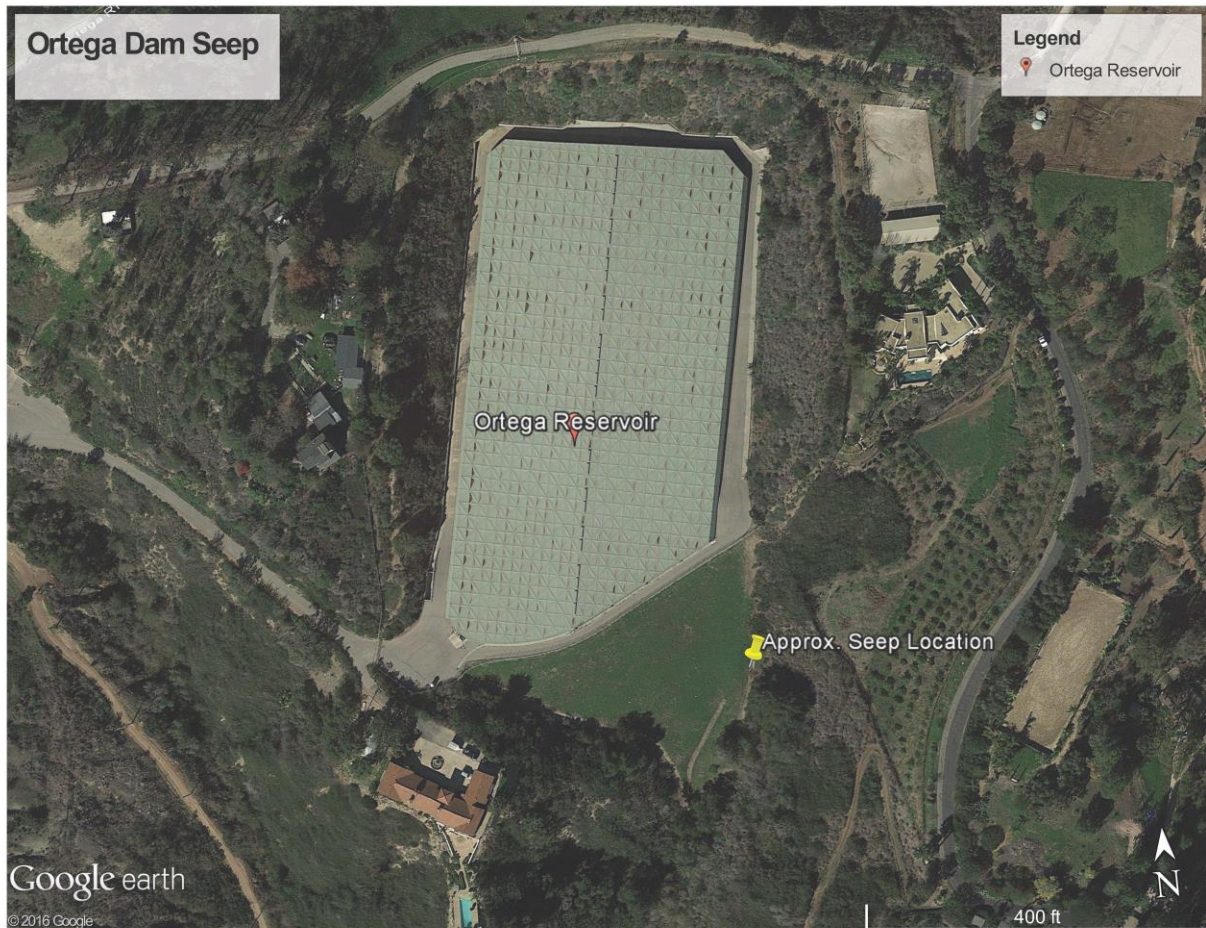 Ortega Dam Seep
Legend
Ortega Reservoir
Ortega Reservoir
Approx. Seep Location
Google earth
© 2016 Google
400 ft
N